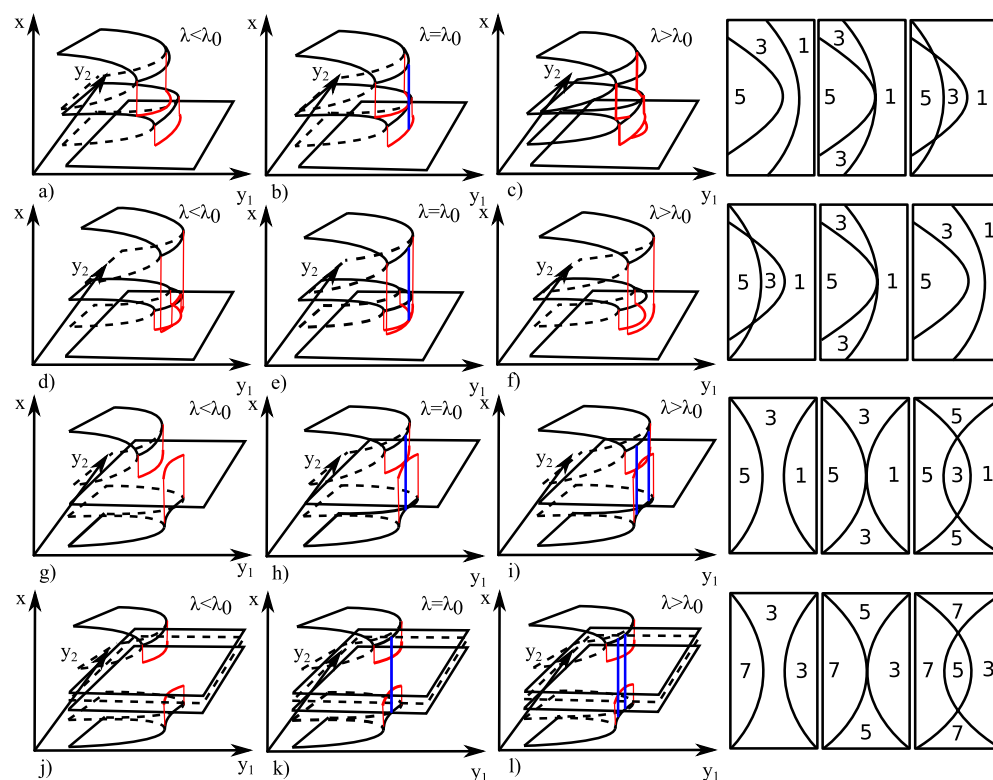 x λ<λ₀ y₂ a)
x λ=λ₀ y₂ b)
x λ>λ₀ c) y₁
5 3 1
3 5 1 3
5 3 1
x λ<λ₀ y₂ d)
x λ=λ₀ y₂ e) y₁
x λ>λ₀ y₂ f) y₁
5 3 1
3 5 1 3
3 1 5
x λ<λ₀ y₂ g) y₁
x λ=λ₀ y₂ h) y₁
x λ>λ₀ y₂ i) y₁
3 5 1
3 5 1 3
5 5 3 1 5
x λ<λ₀ y₂ j) y₁
x λ=λ₀ y₂ k) y₁
x λ>λ₀ y₂ l) y₁
3 7 3
5 7 3 5
7 7 5 3 7